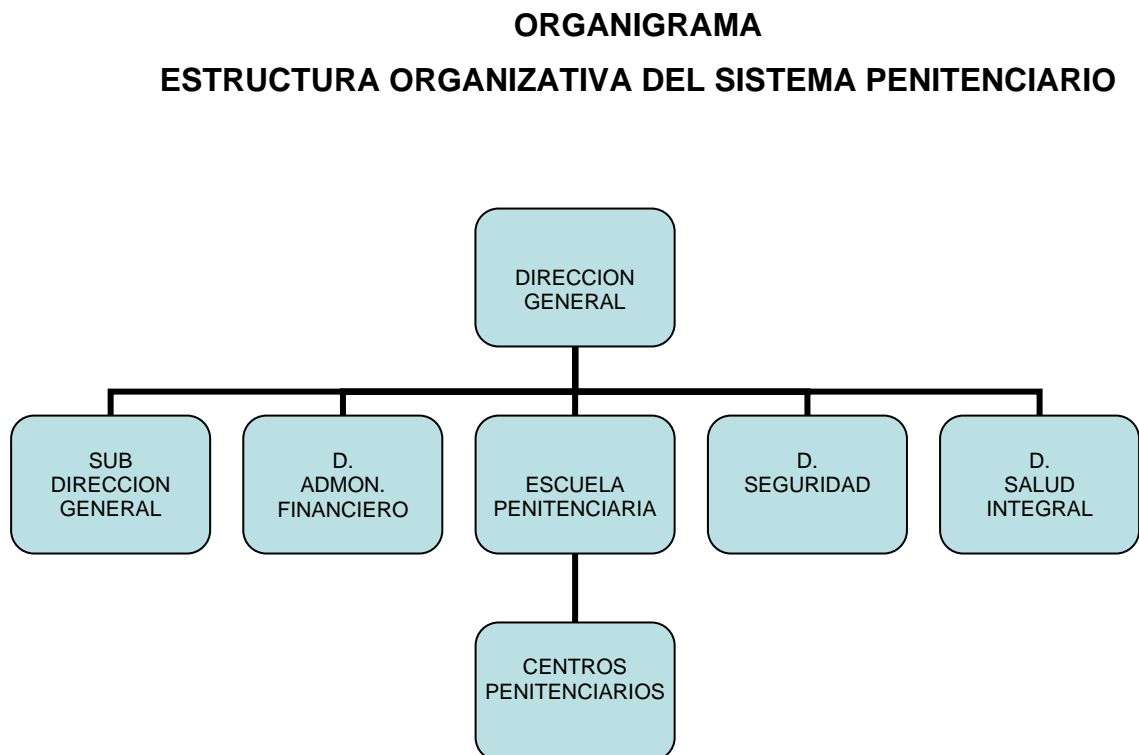 ORGANIGRAMA
ESTRUCTURA ORGANIZATIVA DEL SISTEMA PENITENCIARIO
DIRECCION
GENERAL
SUB
DIRECCION
GENERAL
D.
ADMON.
FINANCIERO
ESCUELA
PENITENCIARIA
D.
SEGURIDAD
D.
SALUD
INTEGRAL
CENTROS
PENITENCIARIOS